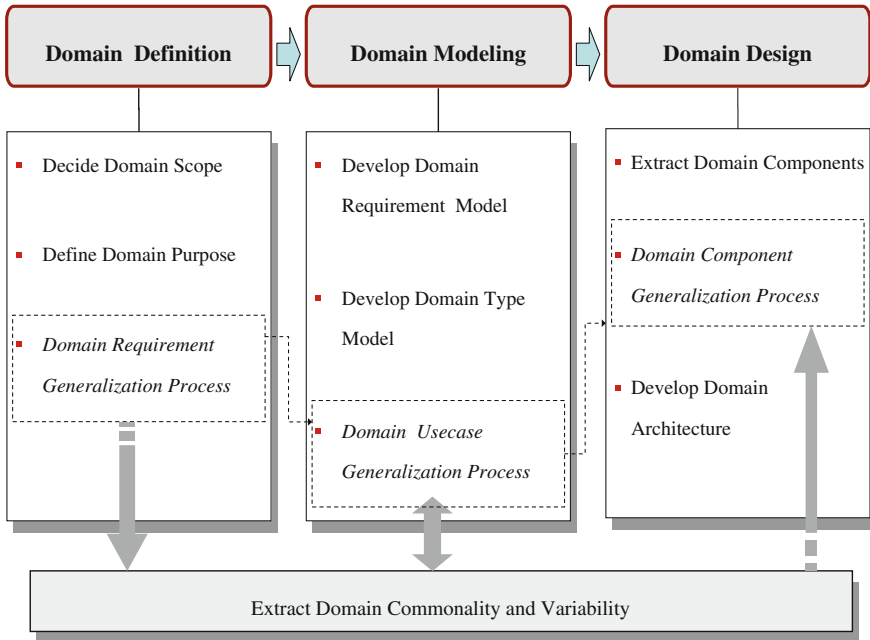 Domain Definition
Domain Modeling
Domain Design
Decide Domain Scope
Define Domain Purpose
Domain Requirement
Generalization Process
Develop Domain
Requirement Model
Develop Domain Type
Model
Domain Usecase
Generalization Process
Extract Domain Components
Domain Component
Generalization Process
Develop Domain
Architecture
Extract Domain Commonality and Variability